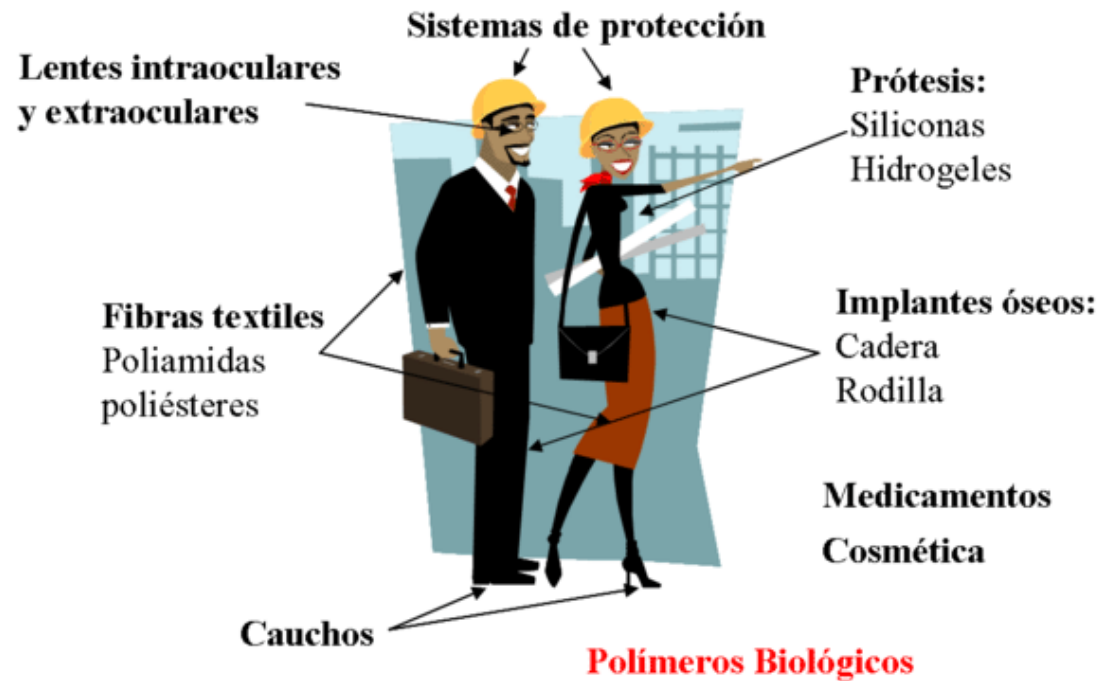 Sistemas de protección
Lentes intraoculares
y extraoculares
Prótesis:
Siliconas
Hidrogeles
Fibras textiles
Poliamidas
poliésteres
Implantes óseos:
Cadera
Rodilla
Medicamentos
Cosmética
Cauchos
Polímeros Biológicos